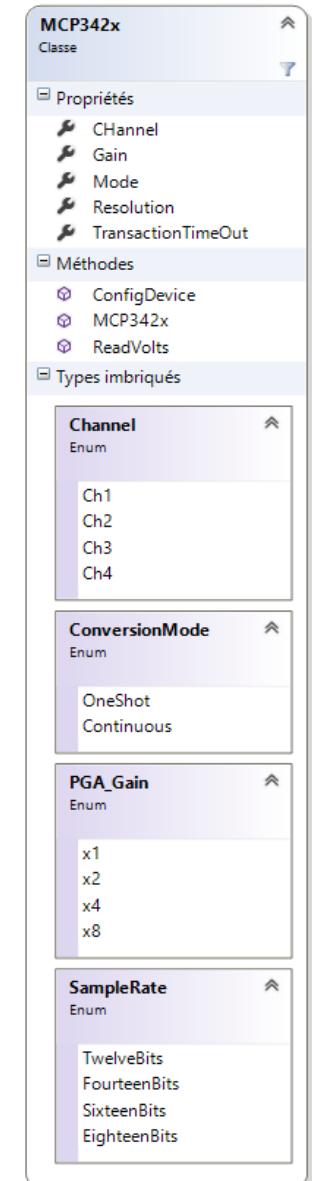 MCP342x
Classe
Propriétés
CHannel
Gain
Mode
Resolution
TransactionTimeOut
Méthodes
ConfigDevice
MCP342x
ReadVolts
Types imbriqués
Channel
Enum
Ch1
Ch2
Ch3
Ch4
ConversionMode
Enum
OneShot
Continuous
PGA_Gain
Enum
x1
x2
x4
x8
SampleRate
Enum
TwelveBits
FourteenBits
SixteenBits
EighteenBits